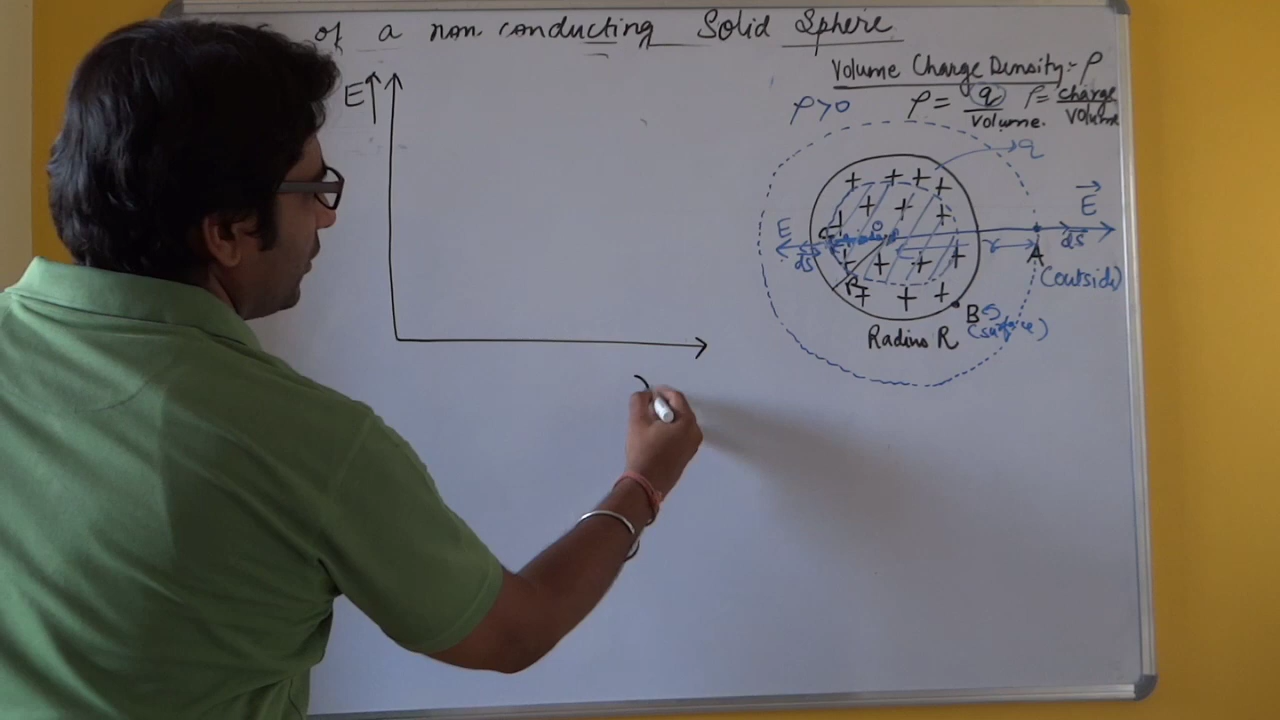 of a non conducting Solid Sphere
Volume Charge Density:- ρ
ρ>0
ρ = q/Volume. ρ = charge/Volume
q
E
E
E
ds
ds
r
A
(outside)
C
O
R
B
(surface)
Radius R